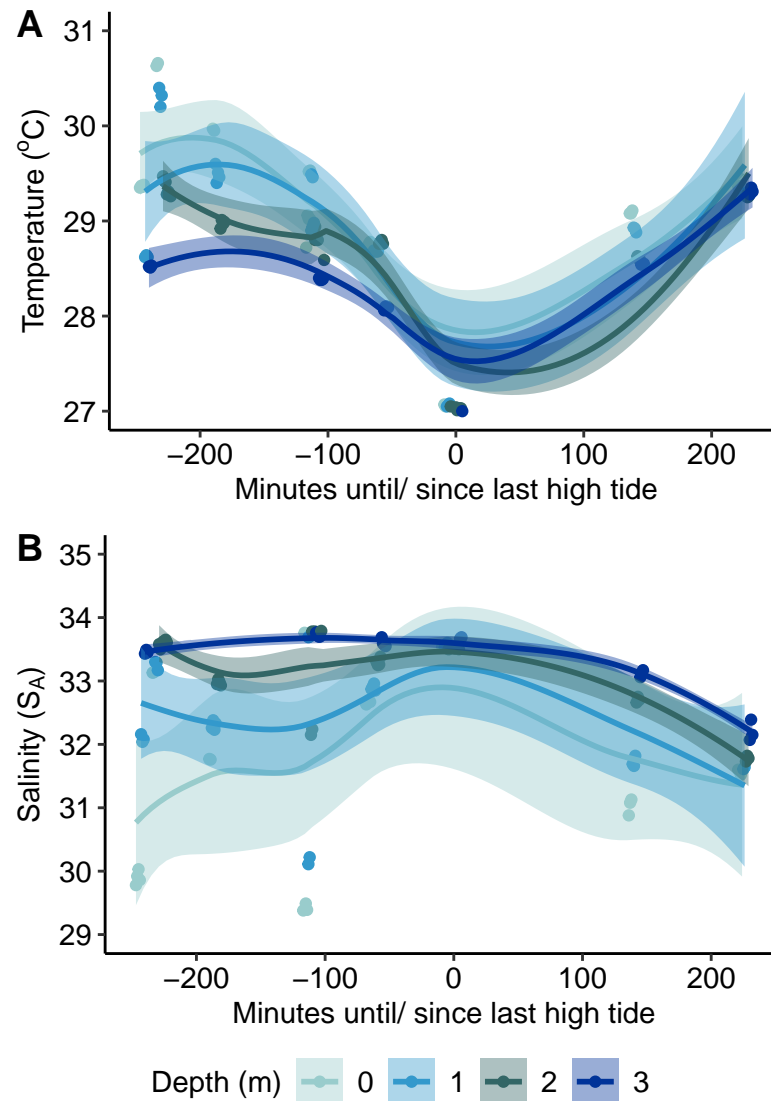 A
Temperature (°C)
31
30
29
28
27
−200 −100 0 100 200
Minutes until/ since last high tide
B
Salinity (S_A)
35
34
33
32
31
30
29
−200 −100 0 100 200
Minutes until/ since last high tide
Depth (m) 0 1 2 3